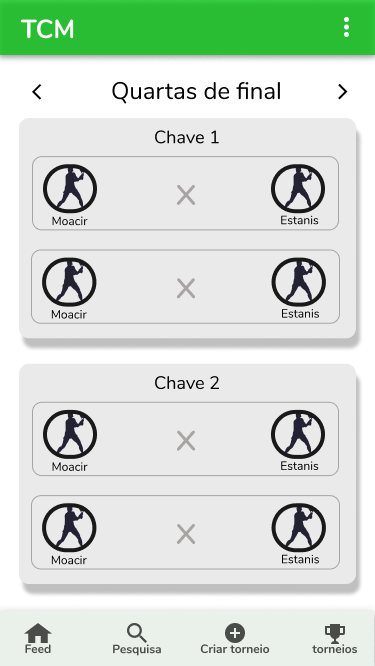 TCM
Quartas de final
Chave 1
Moacir X Estanis
Moacir X Estanis
Chave 2
Moacir X Estanis
Moacir X Estanis
Feed Pesquisa Criar torneio torneios